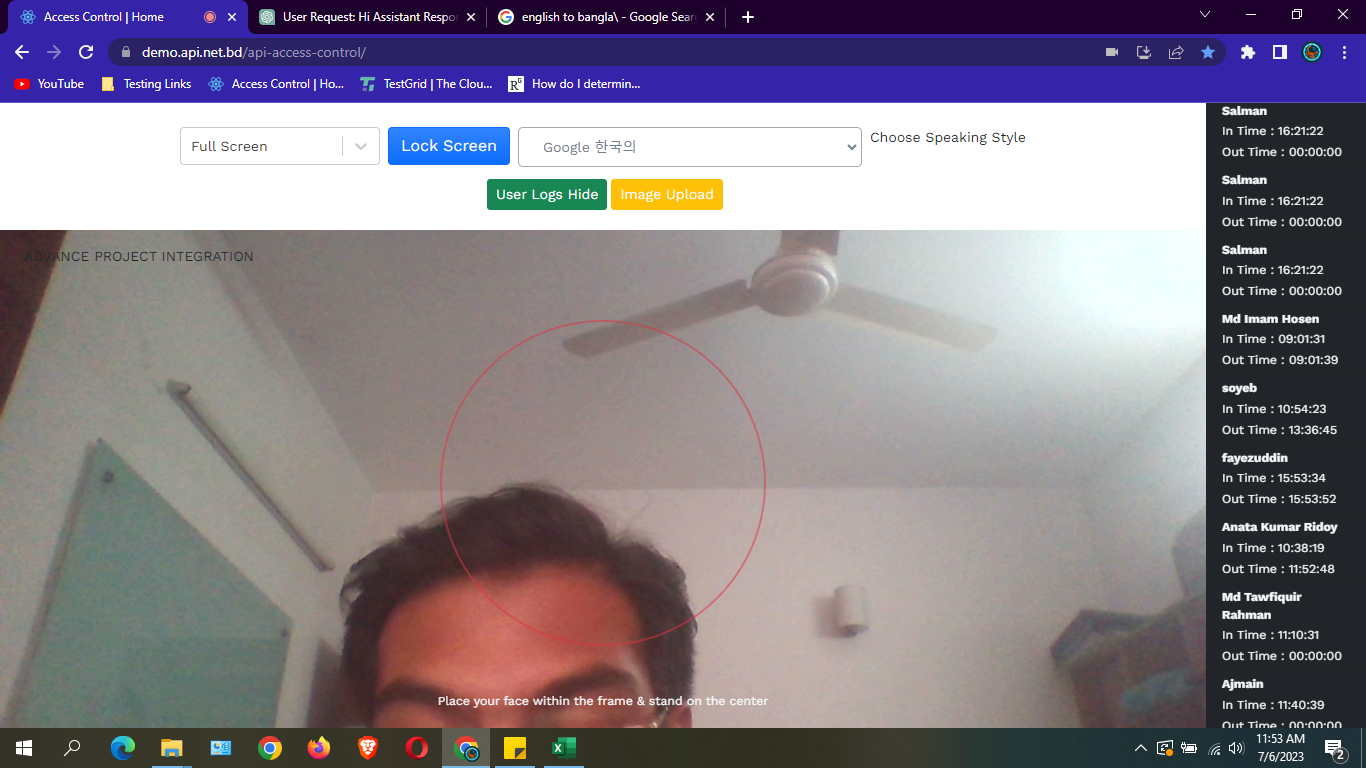 Access Control | Home
User Request: Hi Assistant Respo
english to bangla\ - Google Sear
demo.api.net.bd/api-access-control/
YouTube
Testing Links
Access Control | Ho...
TestGrid | The Clou...
RG
How do I determin...
Full Screen
Lock Screen
Google 한국의
Choose Speaking Style
User Logs Hide
Image Upload
ADVANCE PROJECT INTEGRATION
Place your face within the frame & stand on the center
Salman
In Time : 16:21:22
Out Time : 00:00:00
Salman
In Time : 16:21:22
Out Time : 00:00:00
Salman
In Time : 16:21:22
Out Time : 00:00:00
Md Imam Hosen
In Time : 09:01:31
Out Time : 09:01:39
soyeb
In Time : 10:54:23
Out Time : 13:36:45
fayezuddin
In Time : 15:53:34
Out Time : 15:53:52
Anata Kumar Ridoy
In Time : 10:38:19
Out Time : 11:52:48
Md Tawfiquir
Rahman
In Time : 11:10:31
Out Time : 00:00:00
Ajmain
In Time : 11:40:39
Out Time : 00:00:00
11:53 AM
7/6/2023
2